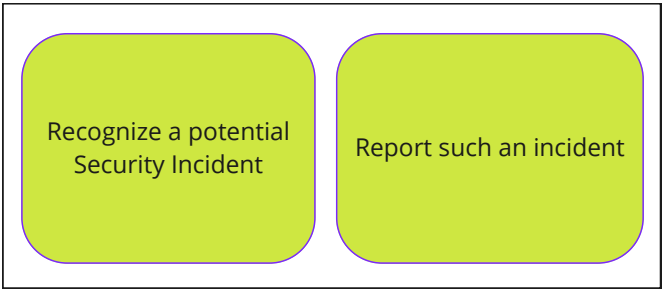 Recognize a potential
Security Incident
Report such an incident